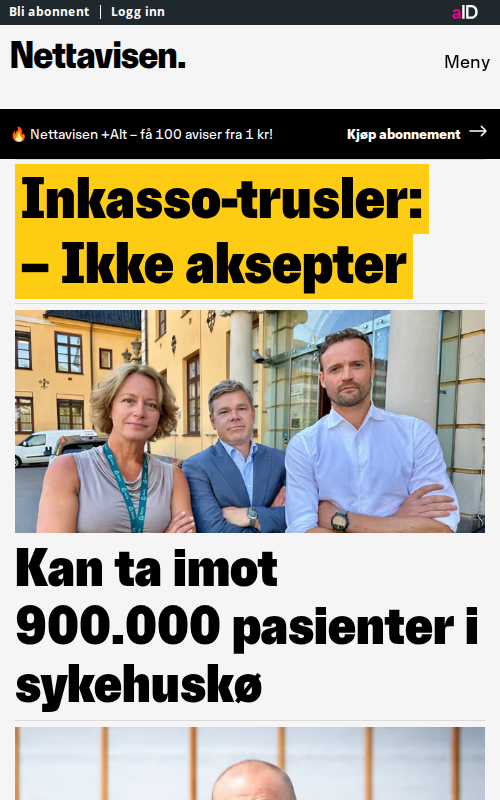 Bli abonnent | Logg inn
aID
Nettavisen.
Meny
🔥 Nettavisen +Alt – få 100 aviser fra 1 kr!
Kjøp abonnement →
Inkasso-trusler:
– Ikke aksepter
Kan ta imot
900.000 pasienter i
sykehuskø